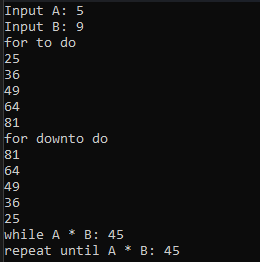 Input A: 5
Input B: 9
for to do
25
36
49
64
81
for downto do
81
64
49
36
25
while A * B: 45
repeat until A * B: 45